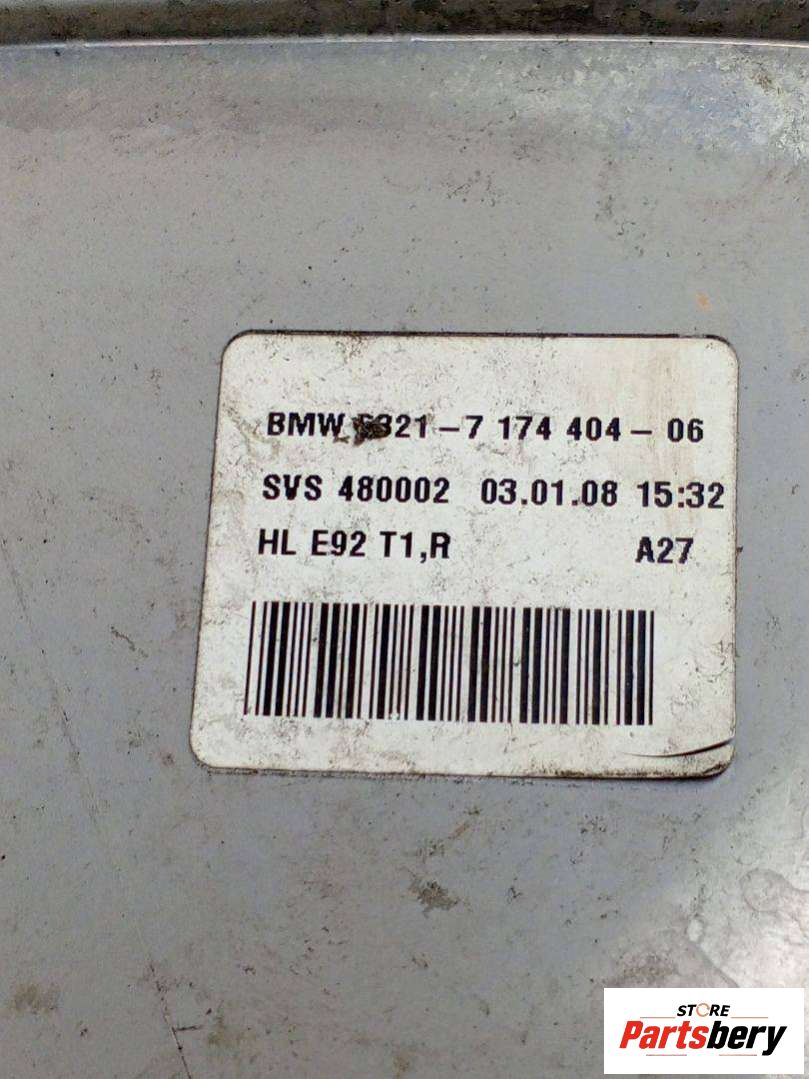 BMW 6321-7 174 404-06
SVS 480002 03.01.08 15:32
HL E92 T1,R A27
STORE
Partsbery